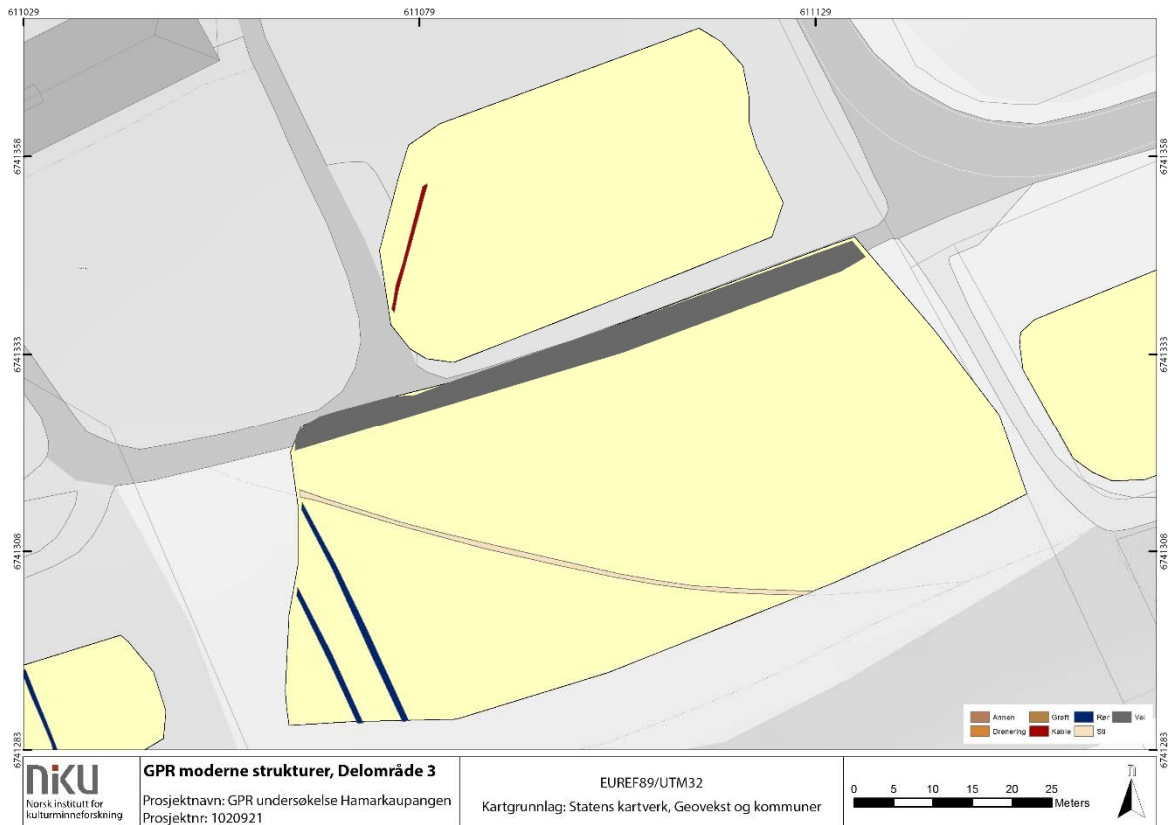 611029
611079
611129
6741358
6741358
6741333
6741333
6741308
6741308
6741283
6741283
Annen
Grøft
Rør
Vei
Drenering
Kable
Sti
NIKU
Norsk institutt for
kulturminneforskning
GPR moderne strukturer, Delområde 3
Prosjektnavn: GPR undersøkelse Hamarkaupangen
Prosjektnr: 1020921
EUREF89/UTM32
Kartgrunnlag: Statens kartverk, Geovekst og kommuner
0 5 10 15 20 25
Meters
n